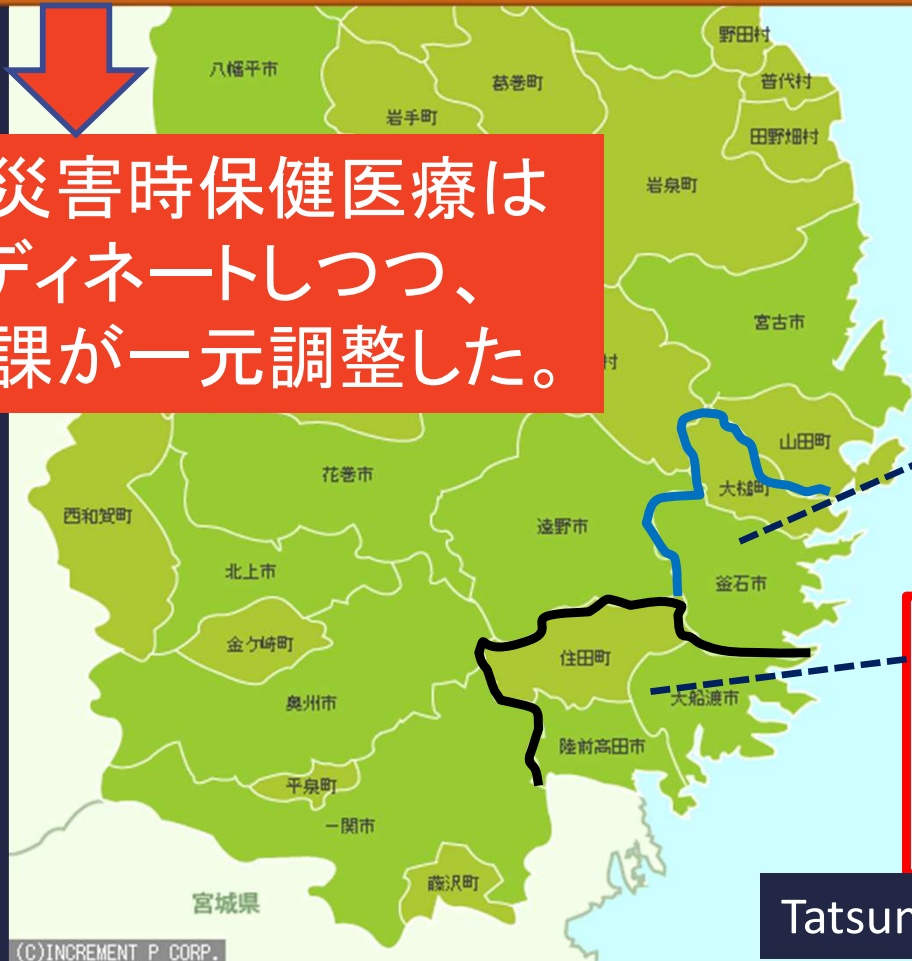 野田村
八幡平市
葛巻町
普代村
岩手町
田野畑村
災害時保健医療は
岩泉町
ディネートしつつ、
宮古市
課が一元調整した。
村
山田町
花巻市
大槌町
西和賀町
遠野市
北上市
釜石市
金ケ崎町
住田町
大船渡市
奥州市
陸前高田市
平泉町
一関市
藤沢町
宮城県
Tatsum
(C)INCREMENT P CORP.